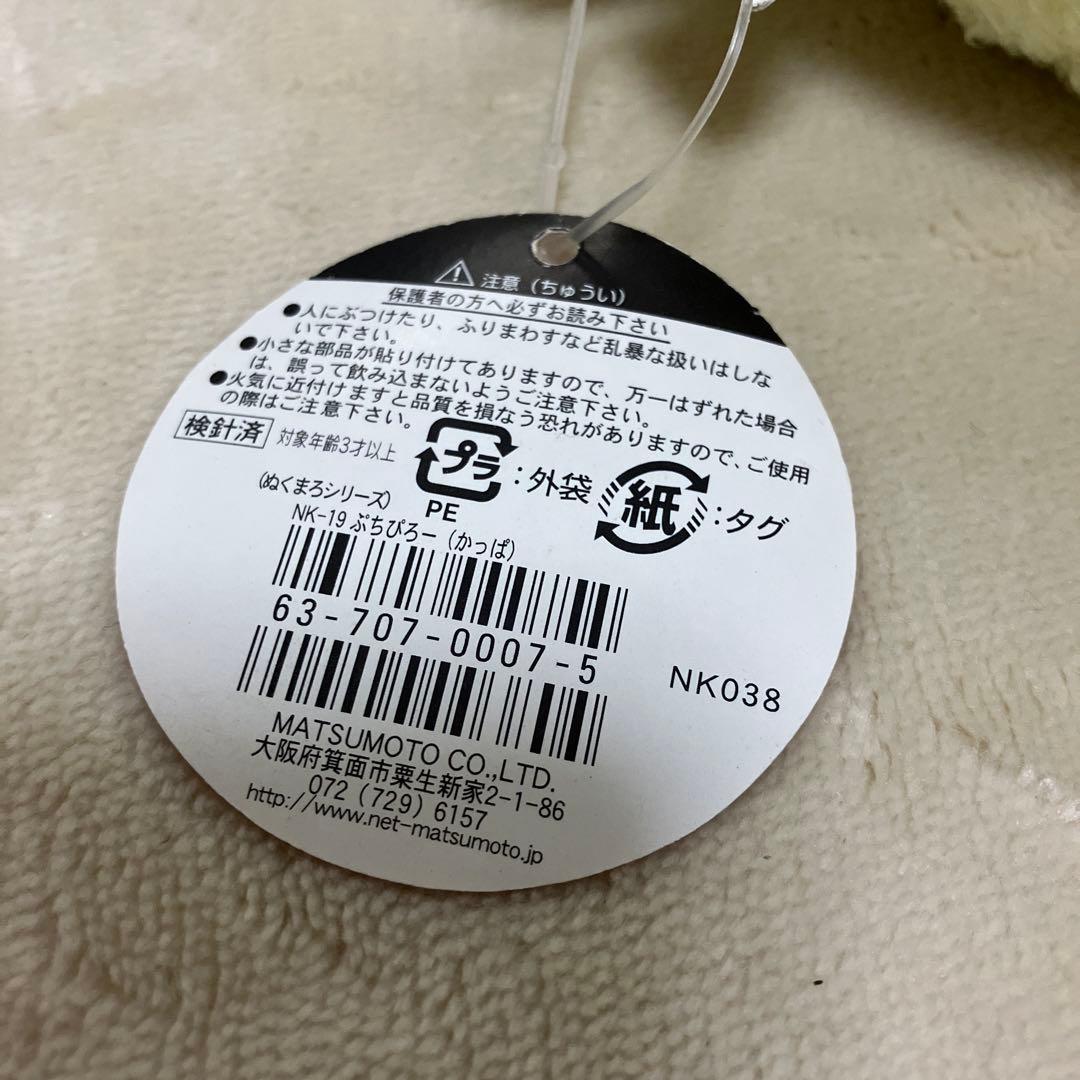 注意（ちゅうい）
保護者の方へ必ずお読み下さい
●人にぶつけたり、ふりまわすなど乱暴な扱いはしな
いで下さい。
●小さな部品が貼り付けてありますので、万一はずれた場合
は、誤って飲み込まないようご注意下さい。
●火気に近付けますと品質を損なう恐れがありますので、ご使用
の際はご注意下さい。
検針済 対象年齢3才以上
プラ :外袋 紙 :タグ
PE
(ぬくまろシリーズ)
NK-19 ぷちぴろー（かっぱ）
63-707-0007-5
NK038
MATSUMOTO CO.,LTD.
大阪府箕面市粟生新家2-1-86
072（729）6157
http://www.net-matsumoto.jp